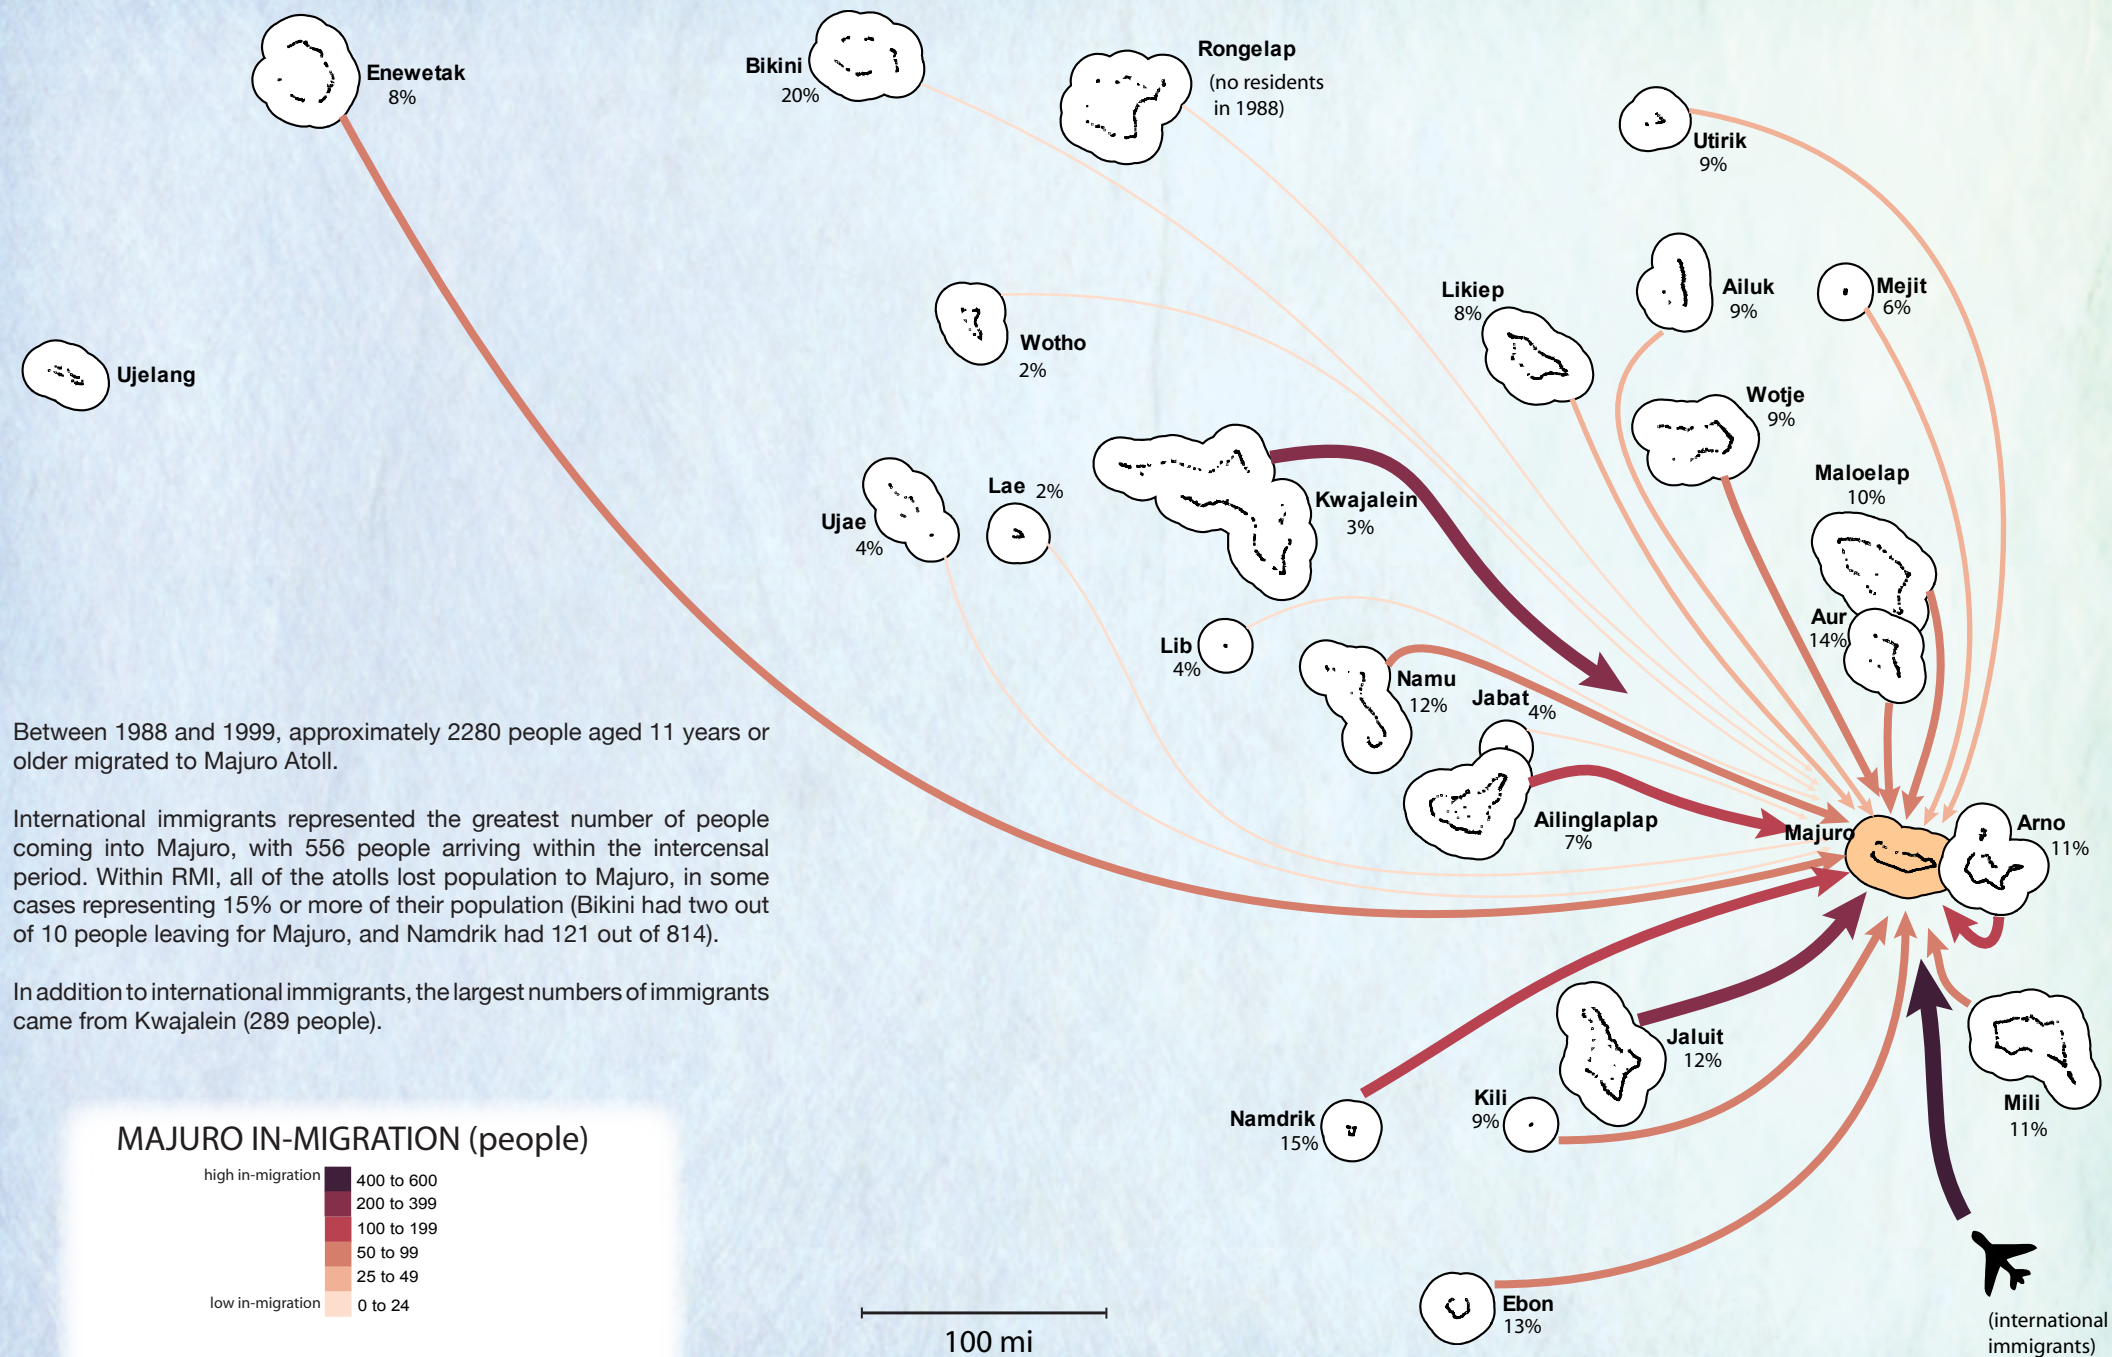 Enewetak
8%
Bikini
20%
Rongelap
(no residents
in 1988)
Utirik
9%
Ailuk
9%
Mejit
6%
Likiep
8%
Wotho
2%
Ujelang
Wotje
9%
Maloelap
10%
Kwajalein
3%
Lae 2%
Ujae
4%
Aur
14%
Lib
4%
Namu
12%
Jabat
4%
Ailinglaplap
7%
Majuro
Arno
11%
Between 1988 and 1999, approximately 2280 people aged 11 years or
older migrated to Majuro Atoll.
International immigrants represented the greatest number of people
coming into Majuro, with 556 people arriving within the intercensal
period. Within RMI, all of the atolls lost population to Majuro, in some
cases representing 15% or more of their population (Bikini had two out
of 10 people leaving for Majuro, and Namdrik had 121 out of 814).
In addition to international immigrants, the largest numbers of immigrants
came from Kwajalein (289 people).
Jaluit
12%
Kili
9%
Namdrik
15%
Mili
11%
Ebon
13%
(international
immigrants)
MAJURO IN-MIGRATION (people)
high in-migration
400 to 600
200 to 399
100 to 199
50 to 99
25 to 49
low in-migration
0 to 24
100 mi